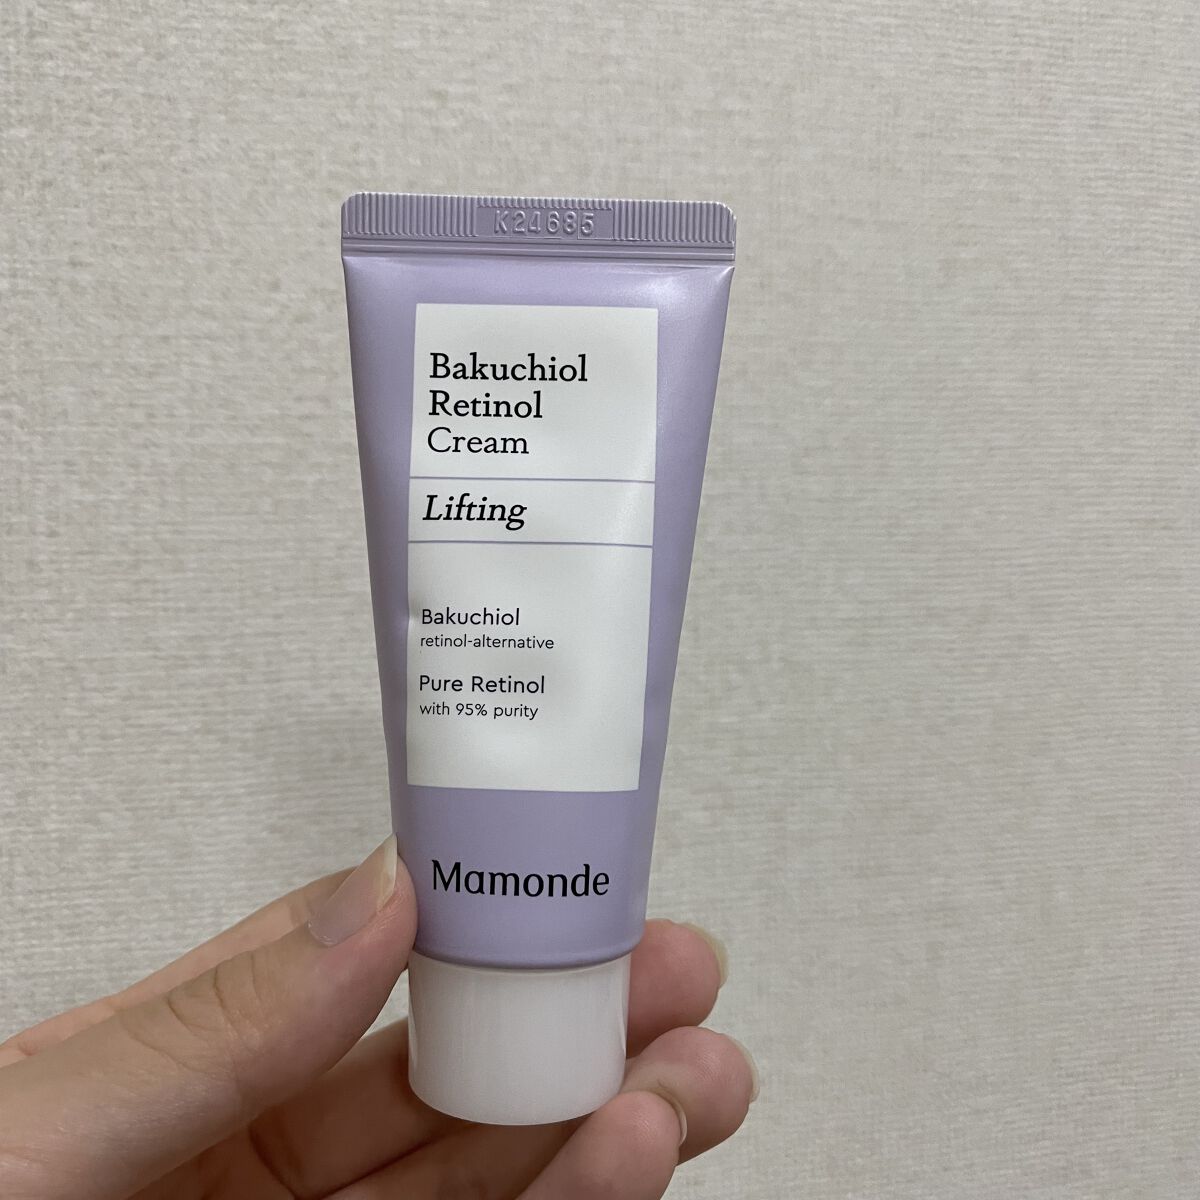 K24685
Bakuchiol
Retinol
Cream
Lifting
Bakuchiol
retinol-alternative
Pure Retinol
with 95% purity
Mamonde